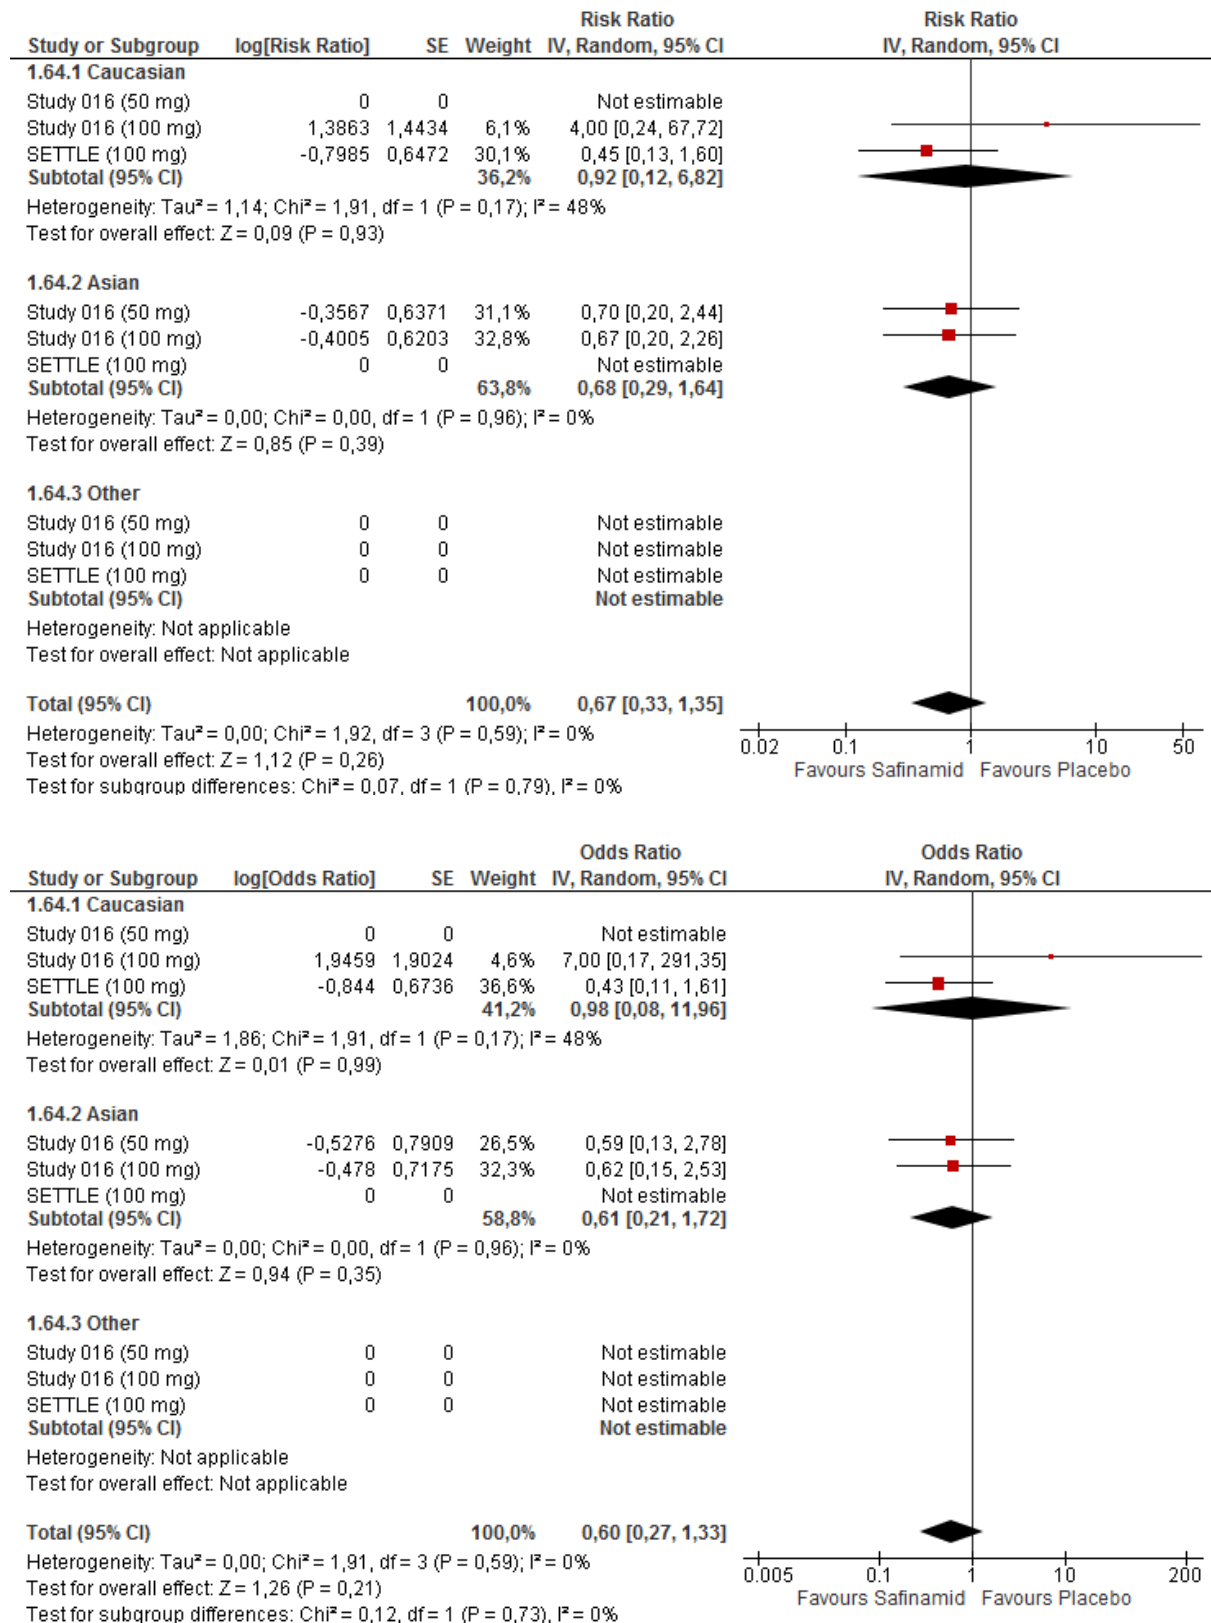 Risk Ratio Risk Ratio
Study or Subgroup log[Risk Ratio] SE Weight IV, Random, 95% CI IV, Random, 95% CI
1.64.1 Caucasian
Study 016 (50 mg) 0 0 Not estimable
Study 016 (100 mg) 1,3863 1,4434 6,1% 4,00 [0,24, 67,72]
SETTLE (100 mg) -0,7985 0,6472 30,1% 0,45 [0,13, 1,60]
Subtotal (95% CI) 36,2% 0,92 [0,12, 6,82]
Heterogeneity: Tau² = 1,14; Chi² = 1,91, df = 1 (P = 0,17); I² = 48%
Test for overall effect: Z = 0,09 (P = 0,93)
1.64.2 Asian
Study 016 (50 mg) -0,3567 0,6371 31,1% 0,70 [0,20, 2,44]
Study 016 (100 mg) -0,4005 0,6203 32,8% 0,67 [0,20, 2,26]
SETTLE (100 mg) 0 0 Not estimable
Subtotal (95% CI) 63,8% 0,68 [0,29, 1,64]
Heterogeneity: Tau² = 0,00; Chi² = 0,00, df = 1 (P = 0,96); I² = 0%
Test for overall effect: Z = 0,85 (P = 0,39)
1.64.3 Other
Study 016 (50 mg) 0 0 Not estimable
Study 016 (100 mg) 0 0 Not estimable
SETTLE (100 mg) 0 0 Not estimable
Subtotal (95% CI) Not estimable
Heterogeneity: Not applicable
Test for overall effect: Not applicable
Total (95% CI) 100,0% 0,67 [0,33, 1,35]
Heterogeneity: Tau² = 0,00; Chi² = 1,92, df = 3 (P = 0,59); I² = 0%
0.02 0.1 1 10 50
Test for overall effect: Z = 1,12 (P = 0,26)
Favours Safinamid Favours Placebo
Test for subgroup differences: Chi² = 0,07, df = 1 (P = 0,79), I² = 0%
Odds Ratio Odds Ratio
Study or Subgroup log[Odds Ratio] SE Weight IV, Random, 95% CI IV, Random, 95% CI
1.64.1 Caucasian
Study 016 (50 mg) 0 0 Not estimable
Study 016 (100 mg) 1,9459 1,9024 4,6% 7,00 [0,17, 291,35]
SETTLE (100 mg) -0,844 0,6736 36,6% 0,43 [0,11, 1,61]
Subtotal (95% CI) 41,2% 0,98 [0,08, 11,96]
Heterogeneity: Tau² = 1,86; Chi² = 1,91, df = 1 (P = 0,17); I² = 48%
Test for overall effect: Z = 0,01 (P = 0,99)
1.64.2 Asian
Study 016 (50 mg) -0,5276 0,7909 26,5% 0,59 [0,13, 2,78]
Study 016 (100 mg) -0,478 0,7175 32,3% 0,62 [0,15, 2,53]
SETTLE (100 mg) 0 0 Not estimable
Subtotal (95% CI) 58,8% 0,61 [0,21, 1,72]
Heterogeneity: Tau² = 0,00; Chi² = 0,00, df = 1 (P = 0,96); I² = 0%
Test for overall effect: Z = 0,94 (P = 0,35)
1.64.3 Other
Study 016 (50 mg) 0 0 Not estimable
Study 016 (100 mg) 0 0 Not estimable
SETTLE (100 mg) 0 0 Not estimable
Subtotal (95% CI) Not estimable
Heterogeneity: Not applicable
Test for overall effect: Not applicable
Total (95% CI) 100,0% 0,60 [0,27, 1,33]
Heterogeneity: Tau² = 0,00; Chi² = 1,91, df = 3 (P = 0,59); I² = 0%
0.005 0.1 1 10 200
Test for overall effect: Z = 1,26 (P = 0,21)
Favours Safinamid Favours Placebo
Test for subgroup differences: Chi² = 0,12, df = 1 (P = 0,73), I² = 0%